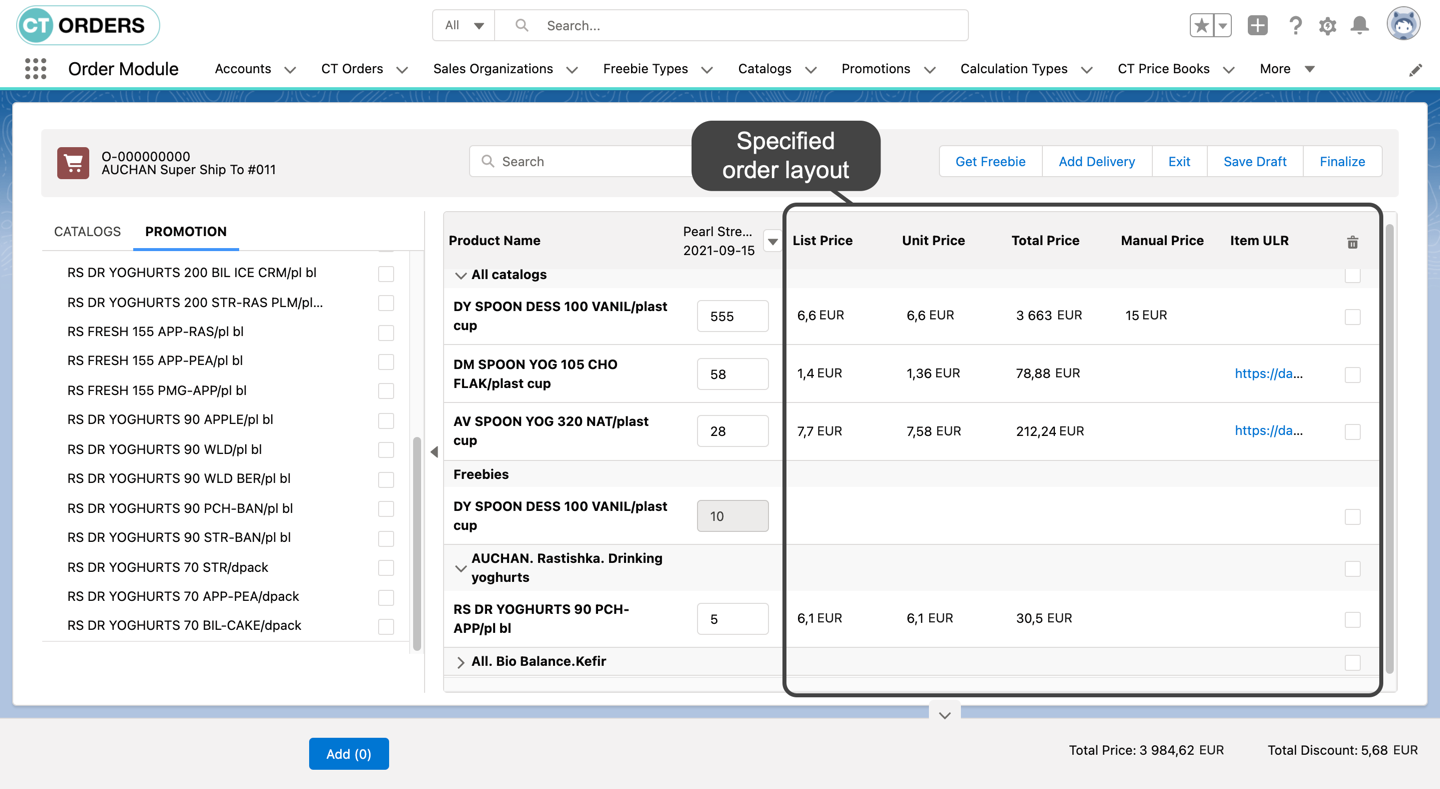 CT ORDERS
All
Search...
Order Module
Accounts
CT Orders
Sales Organizations
Freebie Types
Catalogs
Promotions
Calculation Types
CT Price Books
More
O-000000000
AUCHAN Super Ship To #011
Search
Specified
order layout
Get Freebie
Add Delivery
Exit
Save Draft
Finalize
CATALOGS
PROMOTION
RS DR YOGHURTS 200 BIL ICE CRM/pl bl
RS DR YOGHURTS 200 STR-RAS PLM/pl...
RS FRESH 155 APP-RAS/pl bl
RS FRESH 155 APP-PEA/pl bl
RS FRESH 155 PMG-APP/pl bl
RS DR YOGHURTS 90 APPLE/pl bl
RS DR YOGHURTS 90 WLD/pl bl
RS DR YOGHURTS 90 WLD BER/pl bl
RS DR YOGHURTS 90 PCH-BAN/pl bl
RS DR YOGHURTS 90 STR-BAN/pl bl
RS DR YOGHURTS 70 STR/dpack
RS DR YOGHURTS 70 APP-PEA/dpack
RS DR YOGHURTS 70 BIL-CAKE/dpack
Product Name
Pearl Stre...
2021-09-15
List Price
Unit Price
Total Price
Manual Price
Item ULR
All catalogs
DY SPOON DESS 100 VANIL/plast
cup
555
6,6 EUR
6,6 EUR
3 663 EUR
15 EUR
DM SPOON YOG 105 CHO
FLAK/plast cup
58
1,4 EUR
1,36 EUR
78,88 EUR
https://da...
AV SPOON YOG 320 NAT/plast
cup
28
7,7 EUR
7,58 EUR
212,24 EUR
https://da...
Freebies
DY SPOON DESS 100 VANIL/plast
cup
10
AUCHAN. Rastishka. Drinking
yoghurts
RS DR YOGHURTS 90 PCH-
APP/pl bl
5
6,1 EUR
6,1 EUR
30,5 EUR
All. Bio Balance.Kefir
Add (0)
Total Price: 3 984,62 EUR
Total Discount: 5,68 EUR